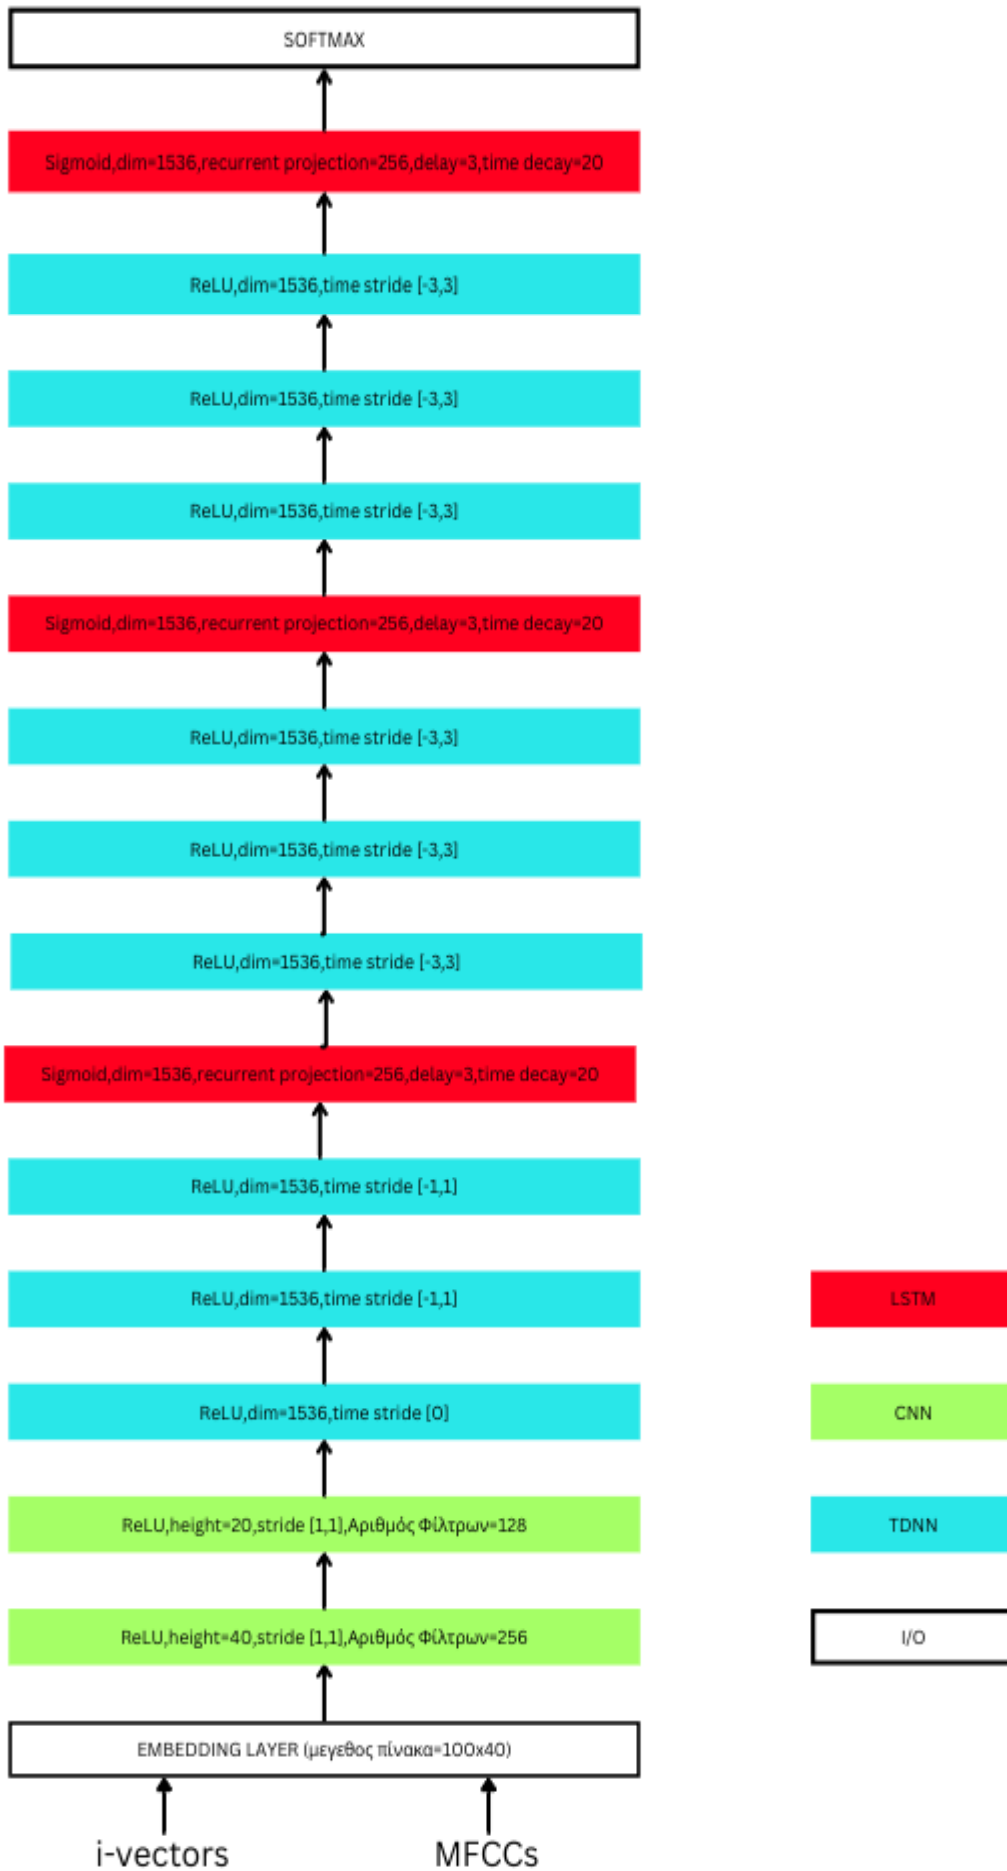 SOFTMAX
Sigmoid,dim=1536,recurrent projection=256,delay=3,time decay=20
ReLU,dim=1536,time stride [-3,3]
ReLU,dim=1536,time stride [-3,3]
ReLU,dim=1536,time stride [-3,3]
Sigmoid,dim=1536,recurrent projection=256,delay=3,time decay=20
ReLU,dim=1536,time stride [-3,3]
ReLU,dim=1536,time stride [-3,3]
ReLU,dim=1536,time stride [-3,3]
Sigmoid,dim=1536,recurrent projection=256,delay=3,time decay=20
ReLU,dim=1536,time stride [-1,1]
ReLU,dim=1536,time stride [-1,1]
LSTM
ReLU,dim=1536,time stride [0]
CNN
ReLU,height=20,stride [1,1],Αριθμός Φίλτρων=128
TDNN
ReLU,height=40,stride [1,1],Αριθμός Φίλτρων=256
I/O
EMBEDDING LAYER (μεγεθος πίνακα=100x40)
i-vectors
MFCCs